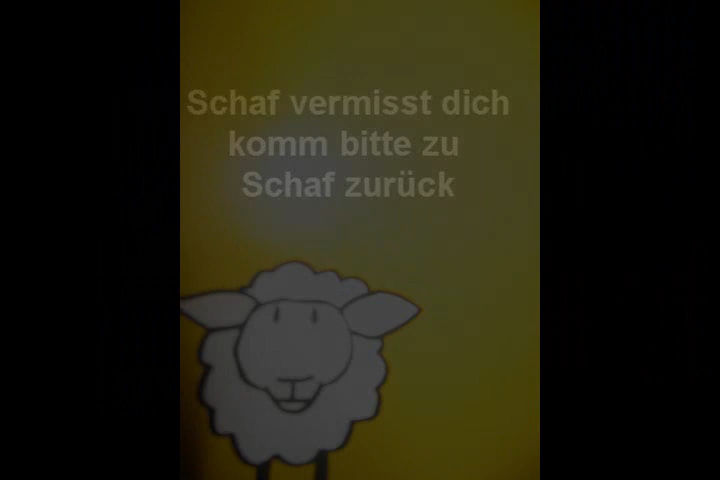 Schaf vermisst dich
komm bitte zu
Schaf zurück